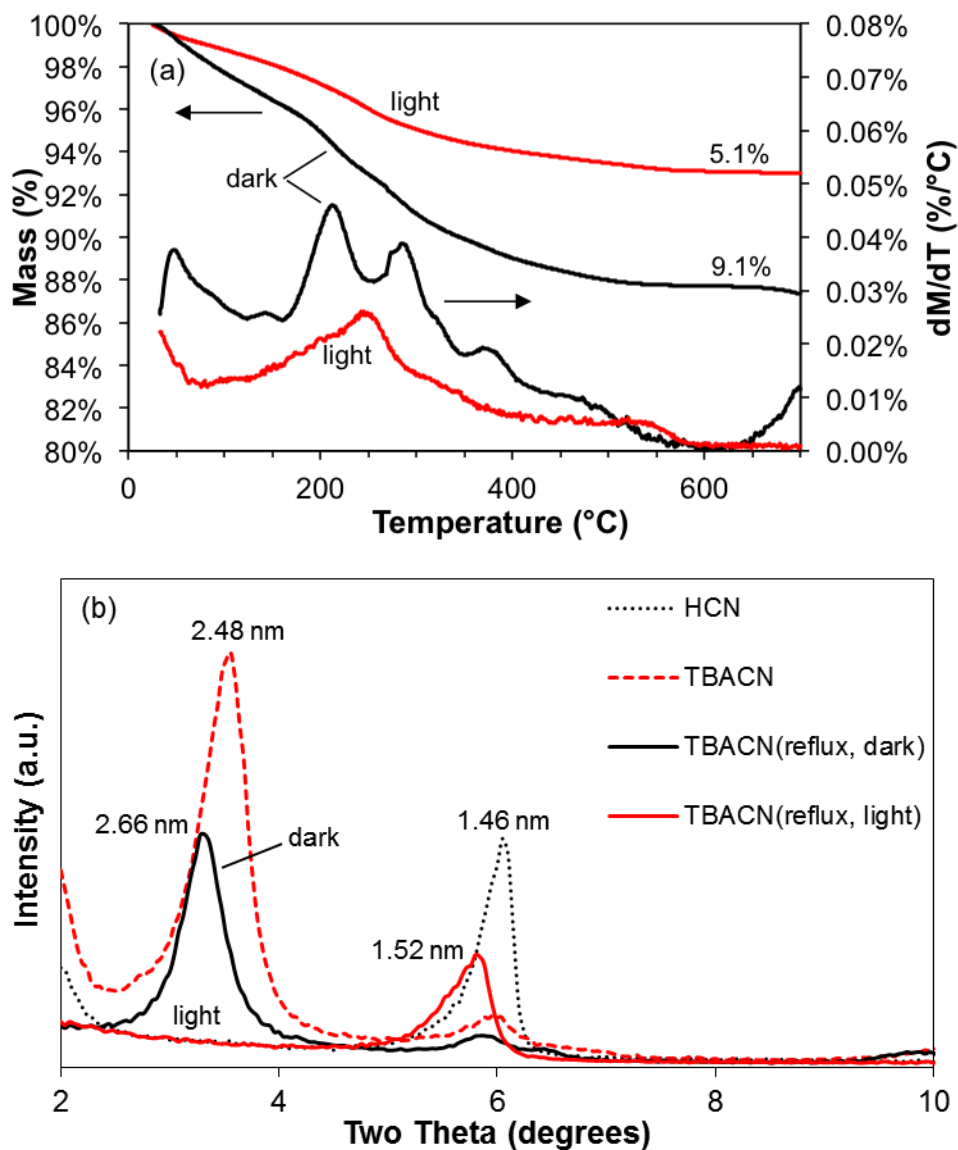 (a)
Mass (%)
100%
98%
96%
94%
92%
90%
88%
86%
84%
82%
80%
0.08%
0.07%
0.06%
0.05%
0.04%
0.03%
0.02%
0.01%
0.00%
dM/dT (%/°C)
light
5.1%
dark
9.1%
light
0
200
400
600
Temperature (°C)
(b)
Intensity (a.u.)
2.48 nm
2.66 nm
dark
light
1.46 nm
1.52 nm
HCN
TBACN
TBACN(reflux, dark)
TBACN(reflux, light)
2
4
6
8
10
Two Theta (degrees)